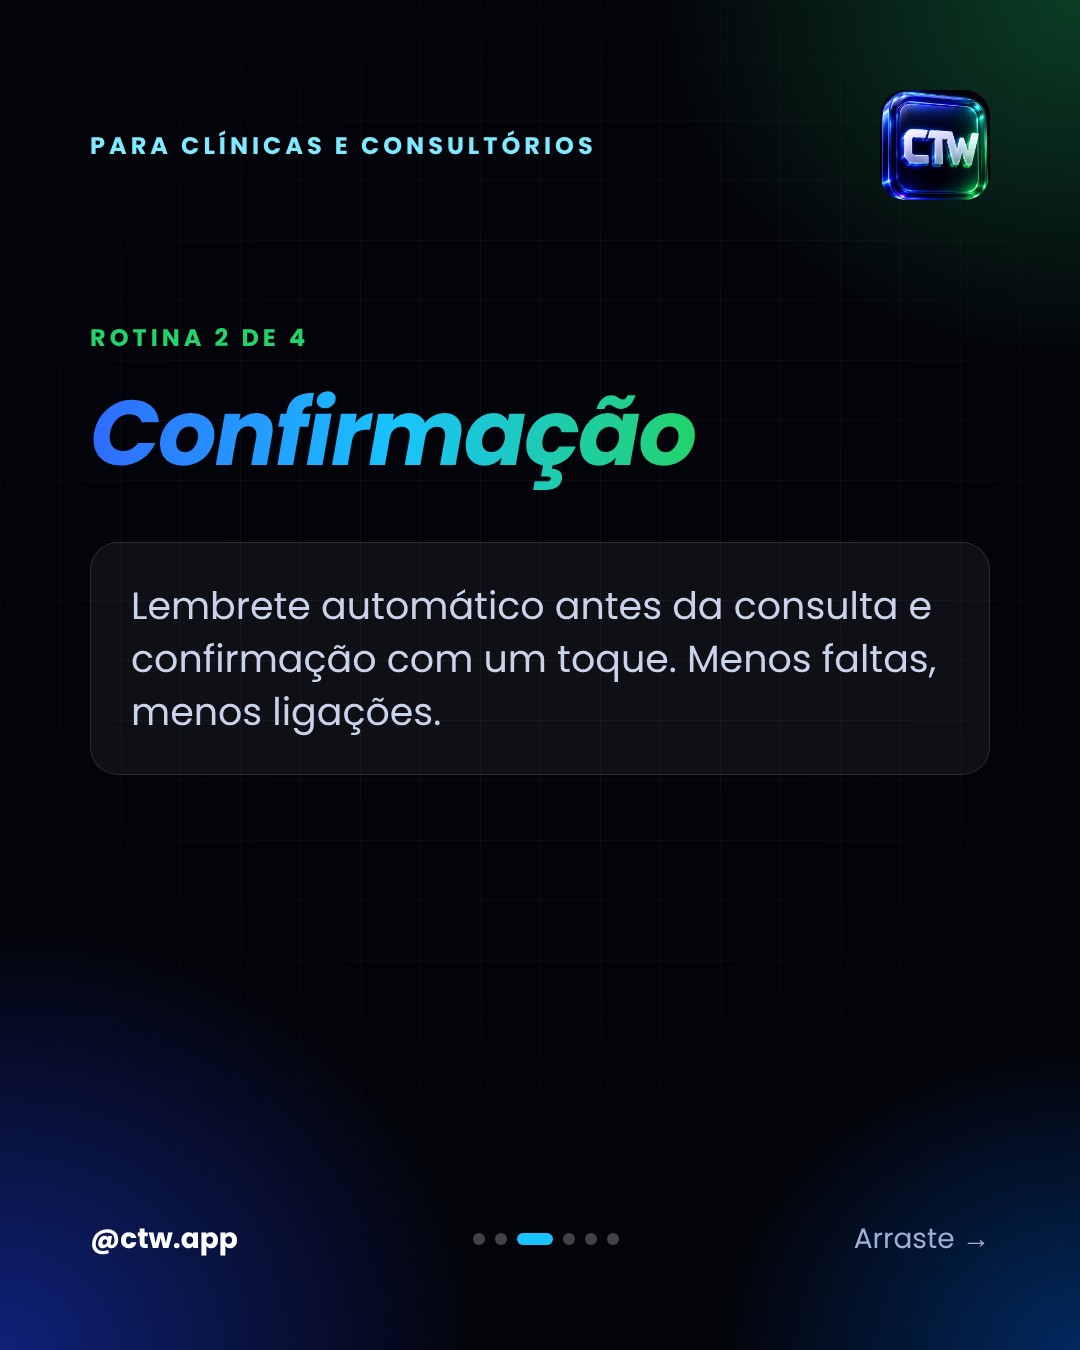 PARA CLÍNICAS E CONSULTÓRIOS
CTW
ROTINA 2 DE 4
Confirmação
Lembrete automático antes da consulta e
confirmação com um toque. Menos faltas,
menos ligações.
@ctw.app
Arraste →